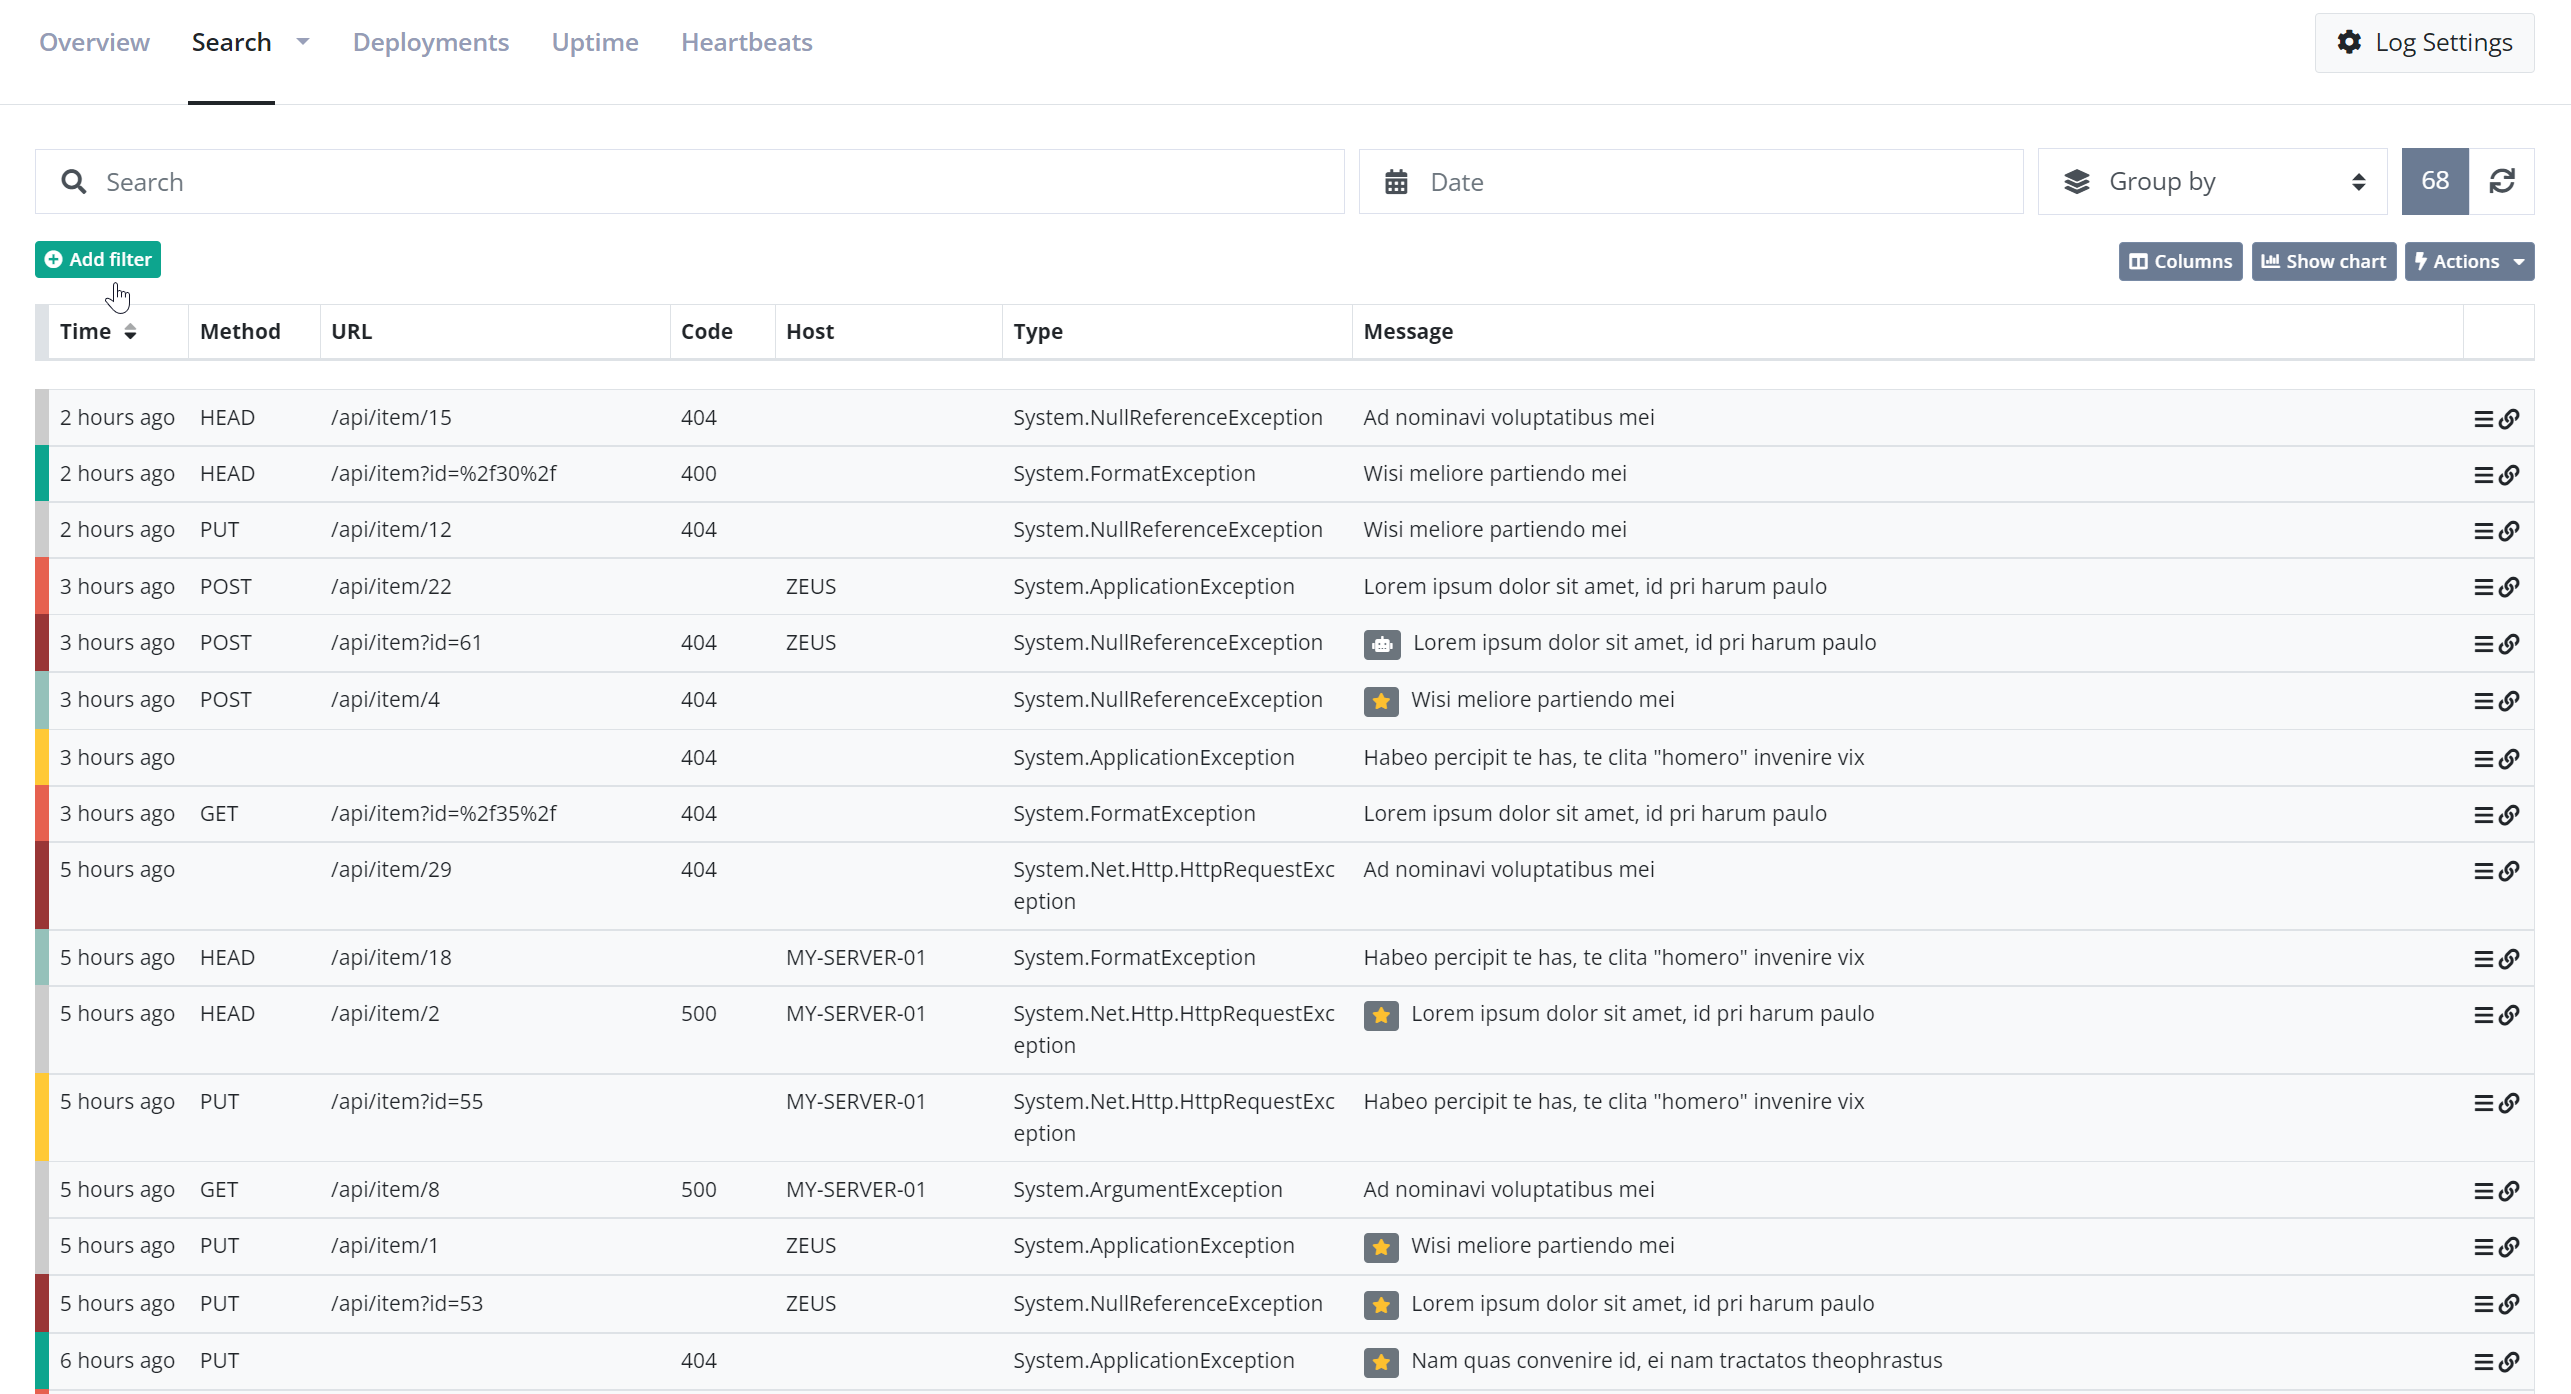 Overview Search Deployments Uptime Heartbeats Log Settings
Search Date Group by 68
Add filter Columns Show chart Actions
Time Method URL Code Host Type Message
2 hours ago HEAD /api/item/15 404 System.NullReferenceException Ad nominavi voluptatibus mei
2 hours ago HEAD /api/item?id=%2f30%2f 400 System.FormatException Wisi meliore partiendo mei
2 hours ago PUT /api/item/12 404 System.NullReferenceException Wisi meliore partiendo mei
3 hours ago POST /api/item/22 ZEUS System.ApplicationException Lorem ipsum dolor sit amet, id pri harum paulo
3 hours ago POST /api/item?id=61 404 ZEUS System.NullReferenceException Lorem ipsum dolor sit amet, id pri harum paulo
3 hours ago POST /api/item/4 404 System.NullReferenceException Wisi meliore partiendo mei
3 hours ago 404 System.ApplicationException Habeo percipit te has, te clita "homero" invenire vix
3 hours ago GET /api/item?id=%2f35%2f 404 System.FormatException Lorem ipsum dolor sit amet, id pri harum paulo
5 hours ago /api/item/29 404 System.Net.Http.HttpRequestExc Ad nominavi voluptatibus mei
eption
5 hours ago HEAD /api/item/18 MY-SERVER-01 System.FormatException Habeo percipit te has, te clita "homero" invenire vix
5 hours ago HEAD /api/item/2 500 MY-SERVER-01 System.Net.Http.HttpRequestExc Lorem ipsum dolor sit amet, id pri harum paulo
eption
5 hours ago PUT /api/item?id=55 MY-SERVER-01 System.Net.Http.HttpRequestExc Habeo percipit te has, te clita "homero" invenire vix
eption
5 hours ago GET /api/item/8 500 MY-SERVER-01 System.ArgumentException Ad nominavi voluptatibus mei
5 hours ago PUT /api/item/1 ZEUS System.ApplicationException Wisi meliore partiendo mei
5 hours ago PUT /api/item?id=53 ZEUS System.NullReferenceException Lorem ipsum dolor sit amet, id pri harum paulo
6 hours ago PUT 404 System.ApplicationException Nam quas convenire id, ei nam tractatos theophrastus